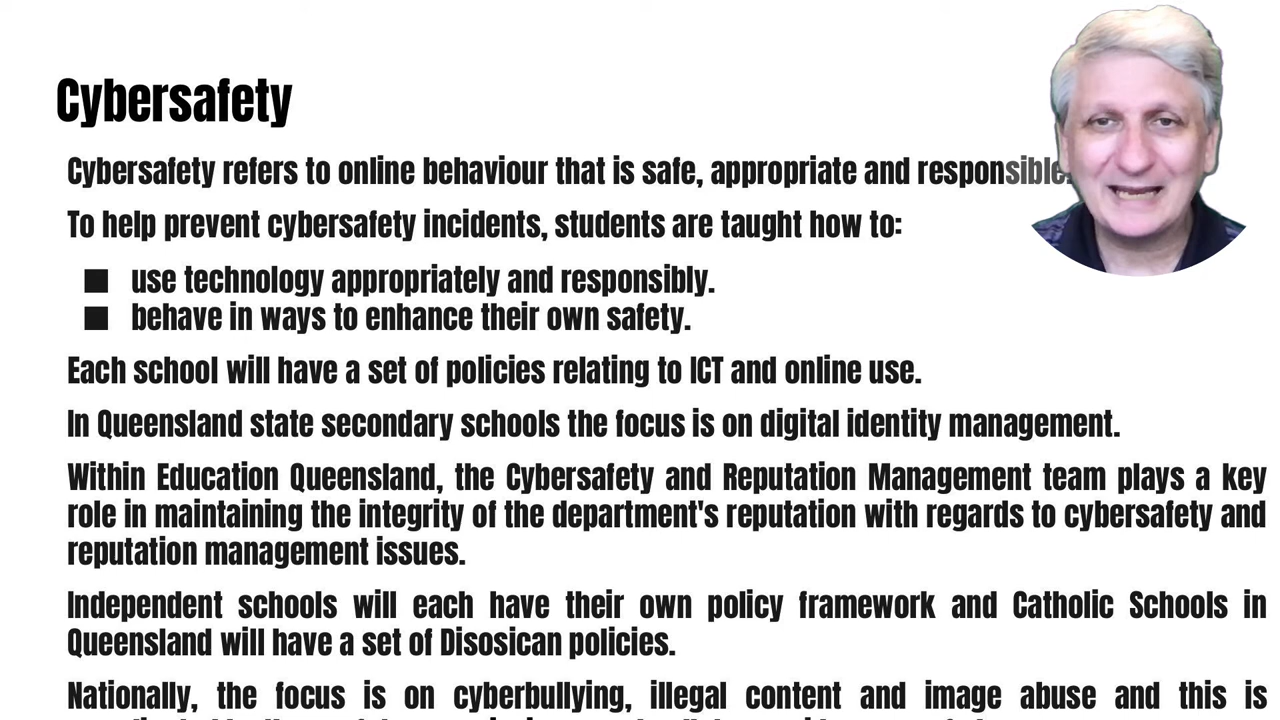 Cybersafety
Cybersafety refers to online behaviour that is safe, appropriate and responsible.
To help prevent cybersafety incidents, students are taught how to:
■ use technology appropriately and responsibly.
■ behave in ways to enhance their own safety.
Each school will have a set of policies relating to ICT and online use.
In Queensland state secondary schools the focus is on digital identity management.
Within Education Queensland, the Cybersafety and Reputation Management team plays a key
role in maintaining the integrity of the department's reputation with regards to cybersafety and
reputation management issues.
Independent schools will each have their own policy framework and Catholic Schools in
Queensland will have a set of Disosican policies.
Nationally, the focus is on cyberbullying, illegal content and image abuse and this is